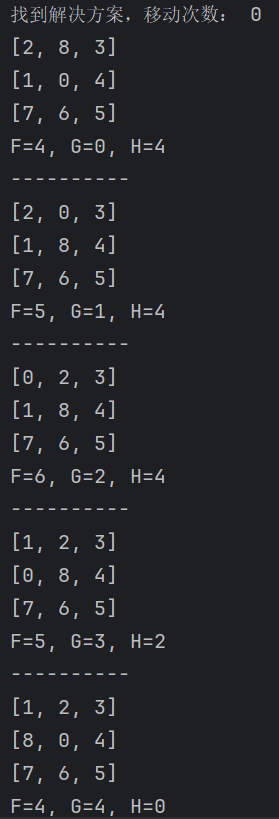 找到解决方案，移动次数： 0
[2, 8, 3]
[1, 0, 4]
[7, 6, 5]
F=4, G=0, H=4
----------
[2, 0, 3]
[1, 8, 4]
[7, 6, 5]
F=5, G=1, H=4
----------
[0, 2, 3]
[1, 8, 4]
[7, 6, 5]
F=6, G=2, H=4
----------
[1, 2, 3]
[0, 8, 4]
[7, 6, 5]
F=5, G=3, H=2
----------
[1, 2, 3]
[8, 0, 4]
[7, 6, 5]
F=4, G=4, H=0